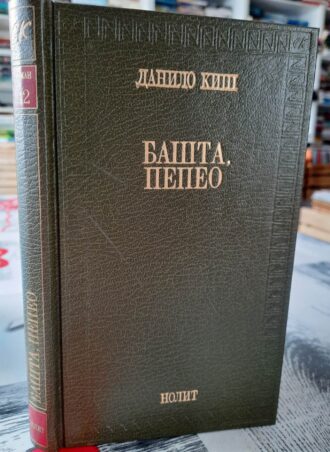 ДАНИЛО КИШ
БАШТА,
ПЕПЕО
НОЛИТ
БАШТА, ПЕПЕО